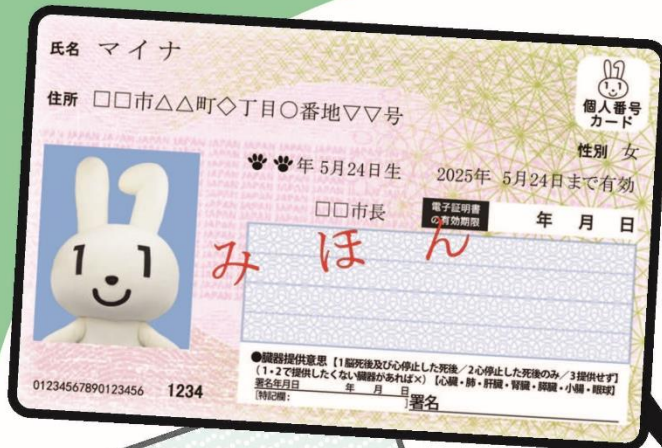 氏名 マイナ
個人番号
カード
住所 □□市△△町◇丁目○番地▽▽号
性別 女
年 5月24日生
2025年 5月24日まで有効
□□市長
電子証明書
の有効期限
年 月 日
みほん
●臓器提供意思【1脳死後及び心停止した死後/2心停止した死後のみ/3提供せず】
(1・2で提供したくない臓器があれば×)【心臓・肺・肝臓・腎臓・膵臓・小腸・眼球】
署名年月日 年 月 日
[特記欄: ]署名
01234567890123456 1234